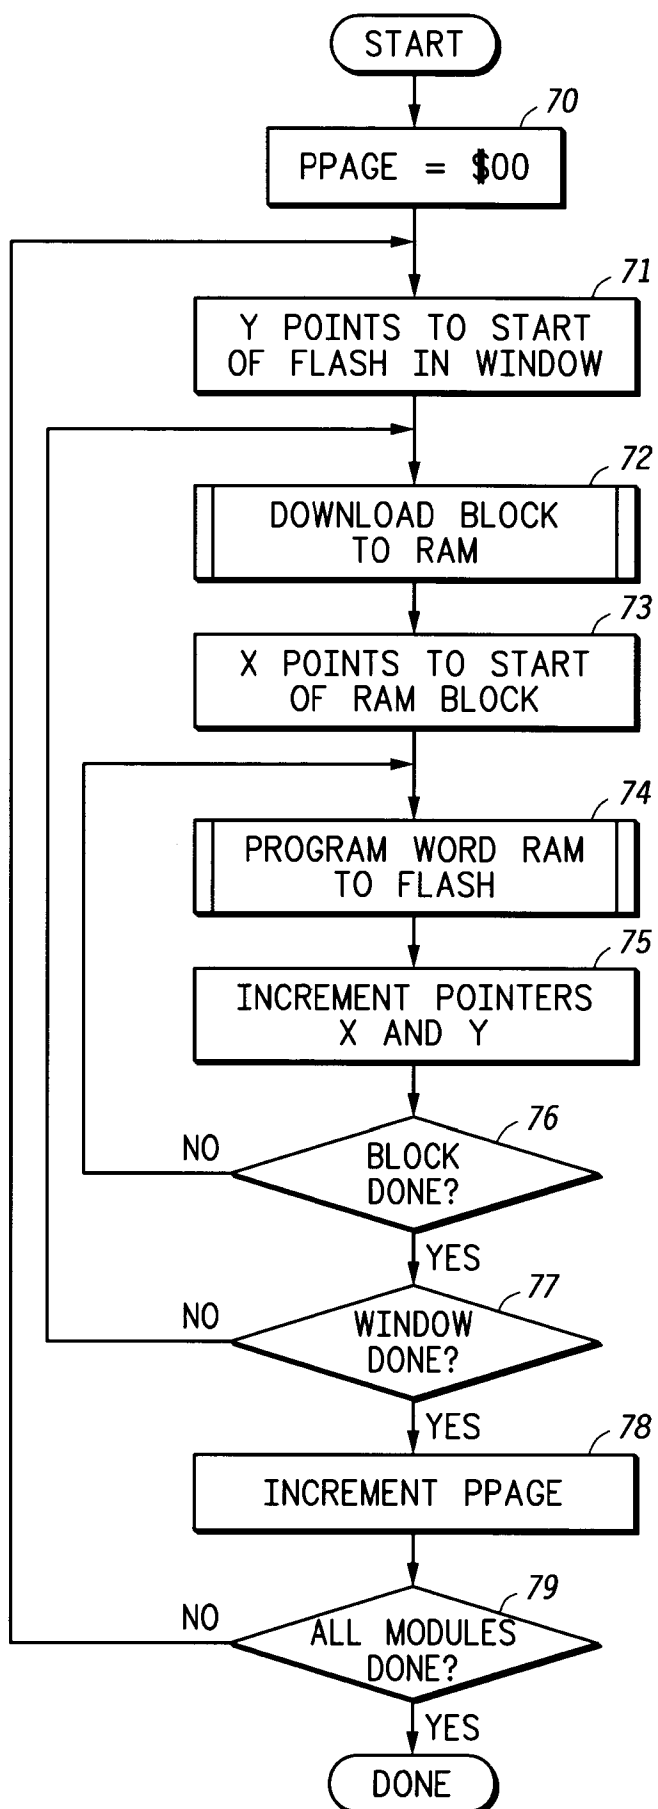 START
70
PPAGE = $00
71
Y POINTS TO START
OF FLASH IN WINDOW
72
DOWNLOAD BLOCK
TO RAM
73
X POINTS TO START
OF RAM BLOCK
74
PROGRAM WORD RAM
TO FLASH
75
INCREMENT POINTERS
X AND Y
76
NO
BLOCK
DONE?
YES
77
NO
WINDOW
DONE?
YES
78
INCREMENT PPAGE
79
NO
ALL MODULES
DONE?
YES
DONE